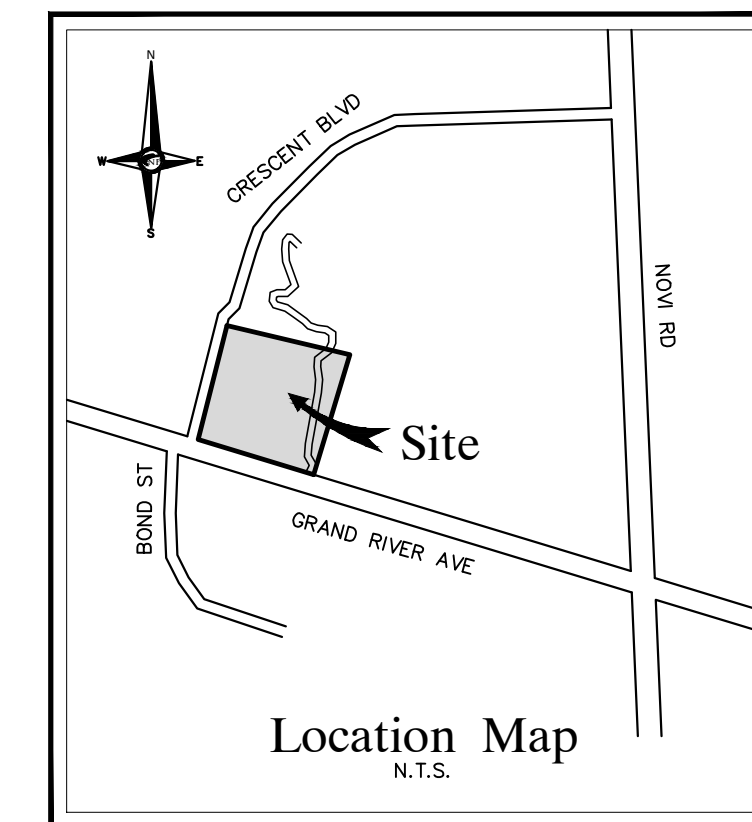 N
W
E
S
CRESCENT BLVD
NOVI RD
Site
BOND ST
GRAND RIVER AVE
Location Map
N.T.S.